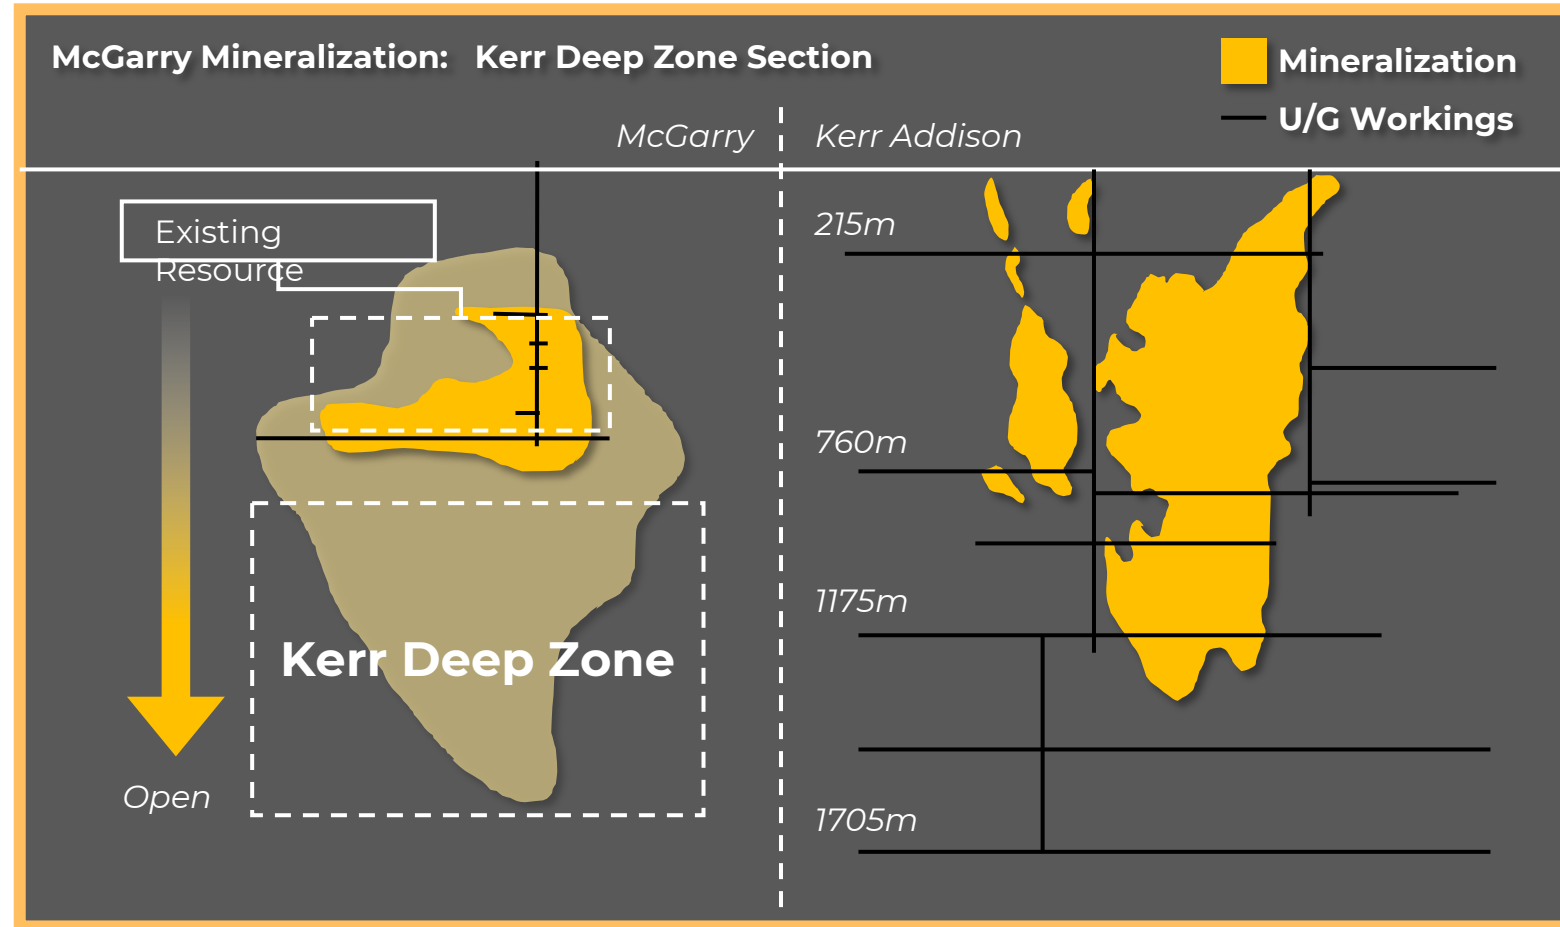 McGarry Mineralization: Kerr Deep Zone Section
Mineralization
U/G Workings
McGarry
Kerr Addison
Existing
Resource
215m
760m
1175m
Kerr Deep Zone
Open
1705m